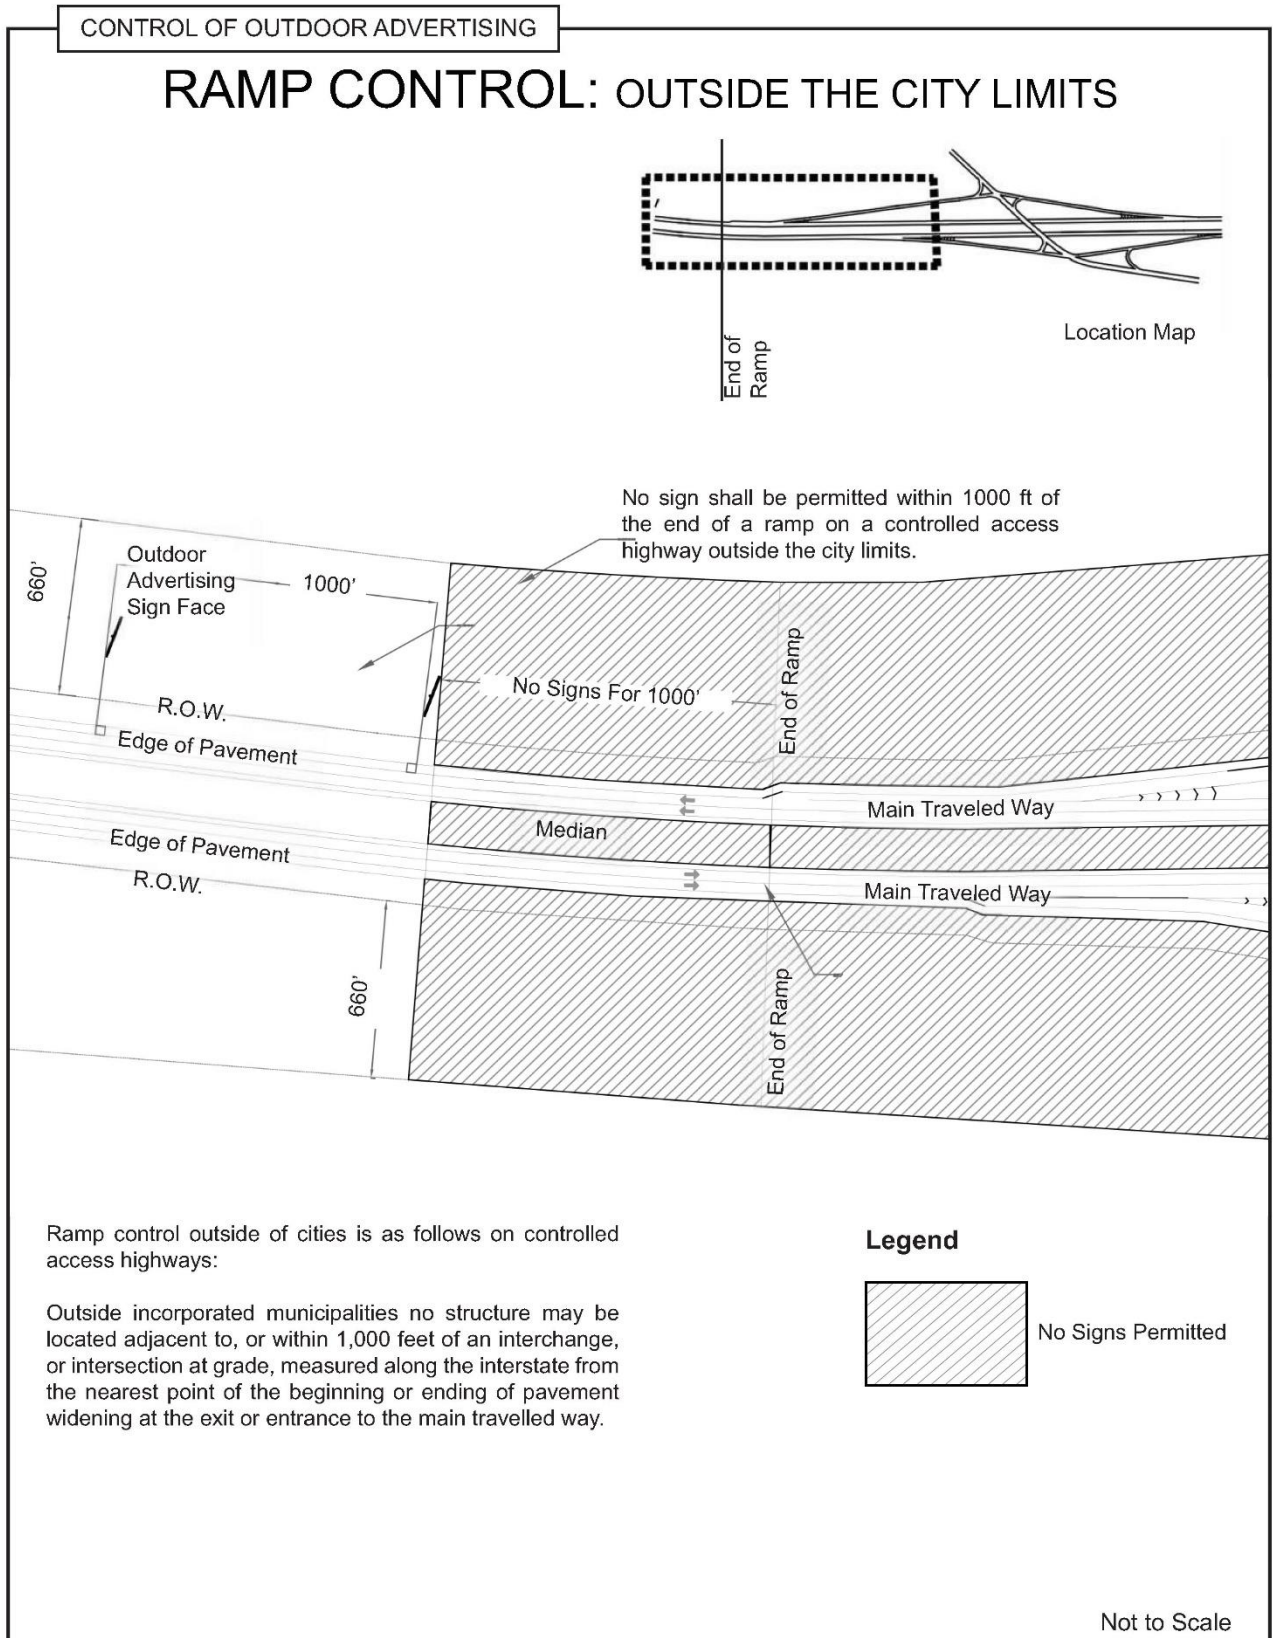 CONTROL OF OUTDOOR ADVERTISING
RAMP CONTROL: OUTSIDE THE CITY LIMITS
Location Map
End of
Ramp
No sign shall be permitted within 1000 ft of
the end of a ramp on a controlled access
highway outside the city limits.
660'
Outdoor
Advertising
Sign Face
1000'
No Signs For 1000'
End of Ramp
R.O.W.
Edge of Pavement
Main Traveled Way
Median
Edge of Pavement
R.O.W.
Main Traveled Way
660'
End of Ramp
Ramp control outside of cities is as follows on controlled
access highways:
Outside incorporated municipalities no structure may be
located adjacent to, or within 1,000 feet of an interchange,
or intersection at grade, measured along the interstate from
the nearest point of the beginning or ending of pavement
widening at the exit or entrance to the main travelled way.
Legend
No Signs Permitted
Not to Scale